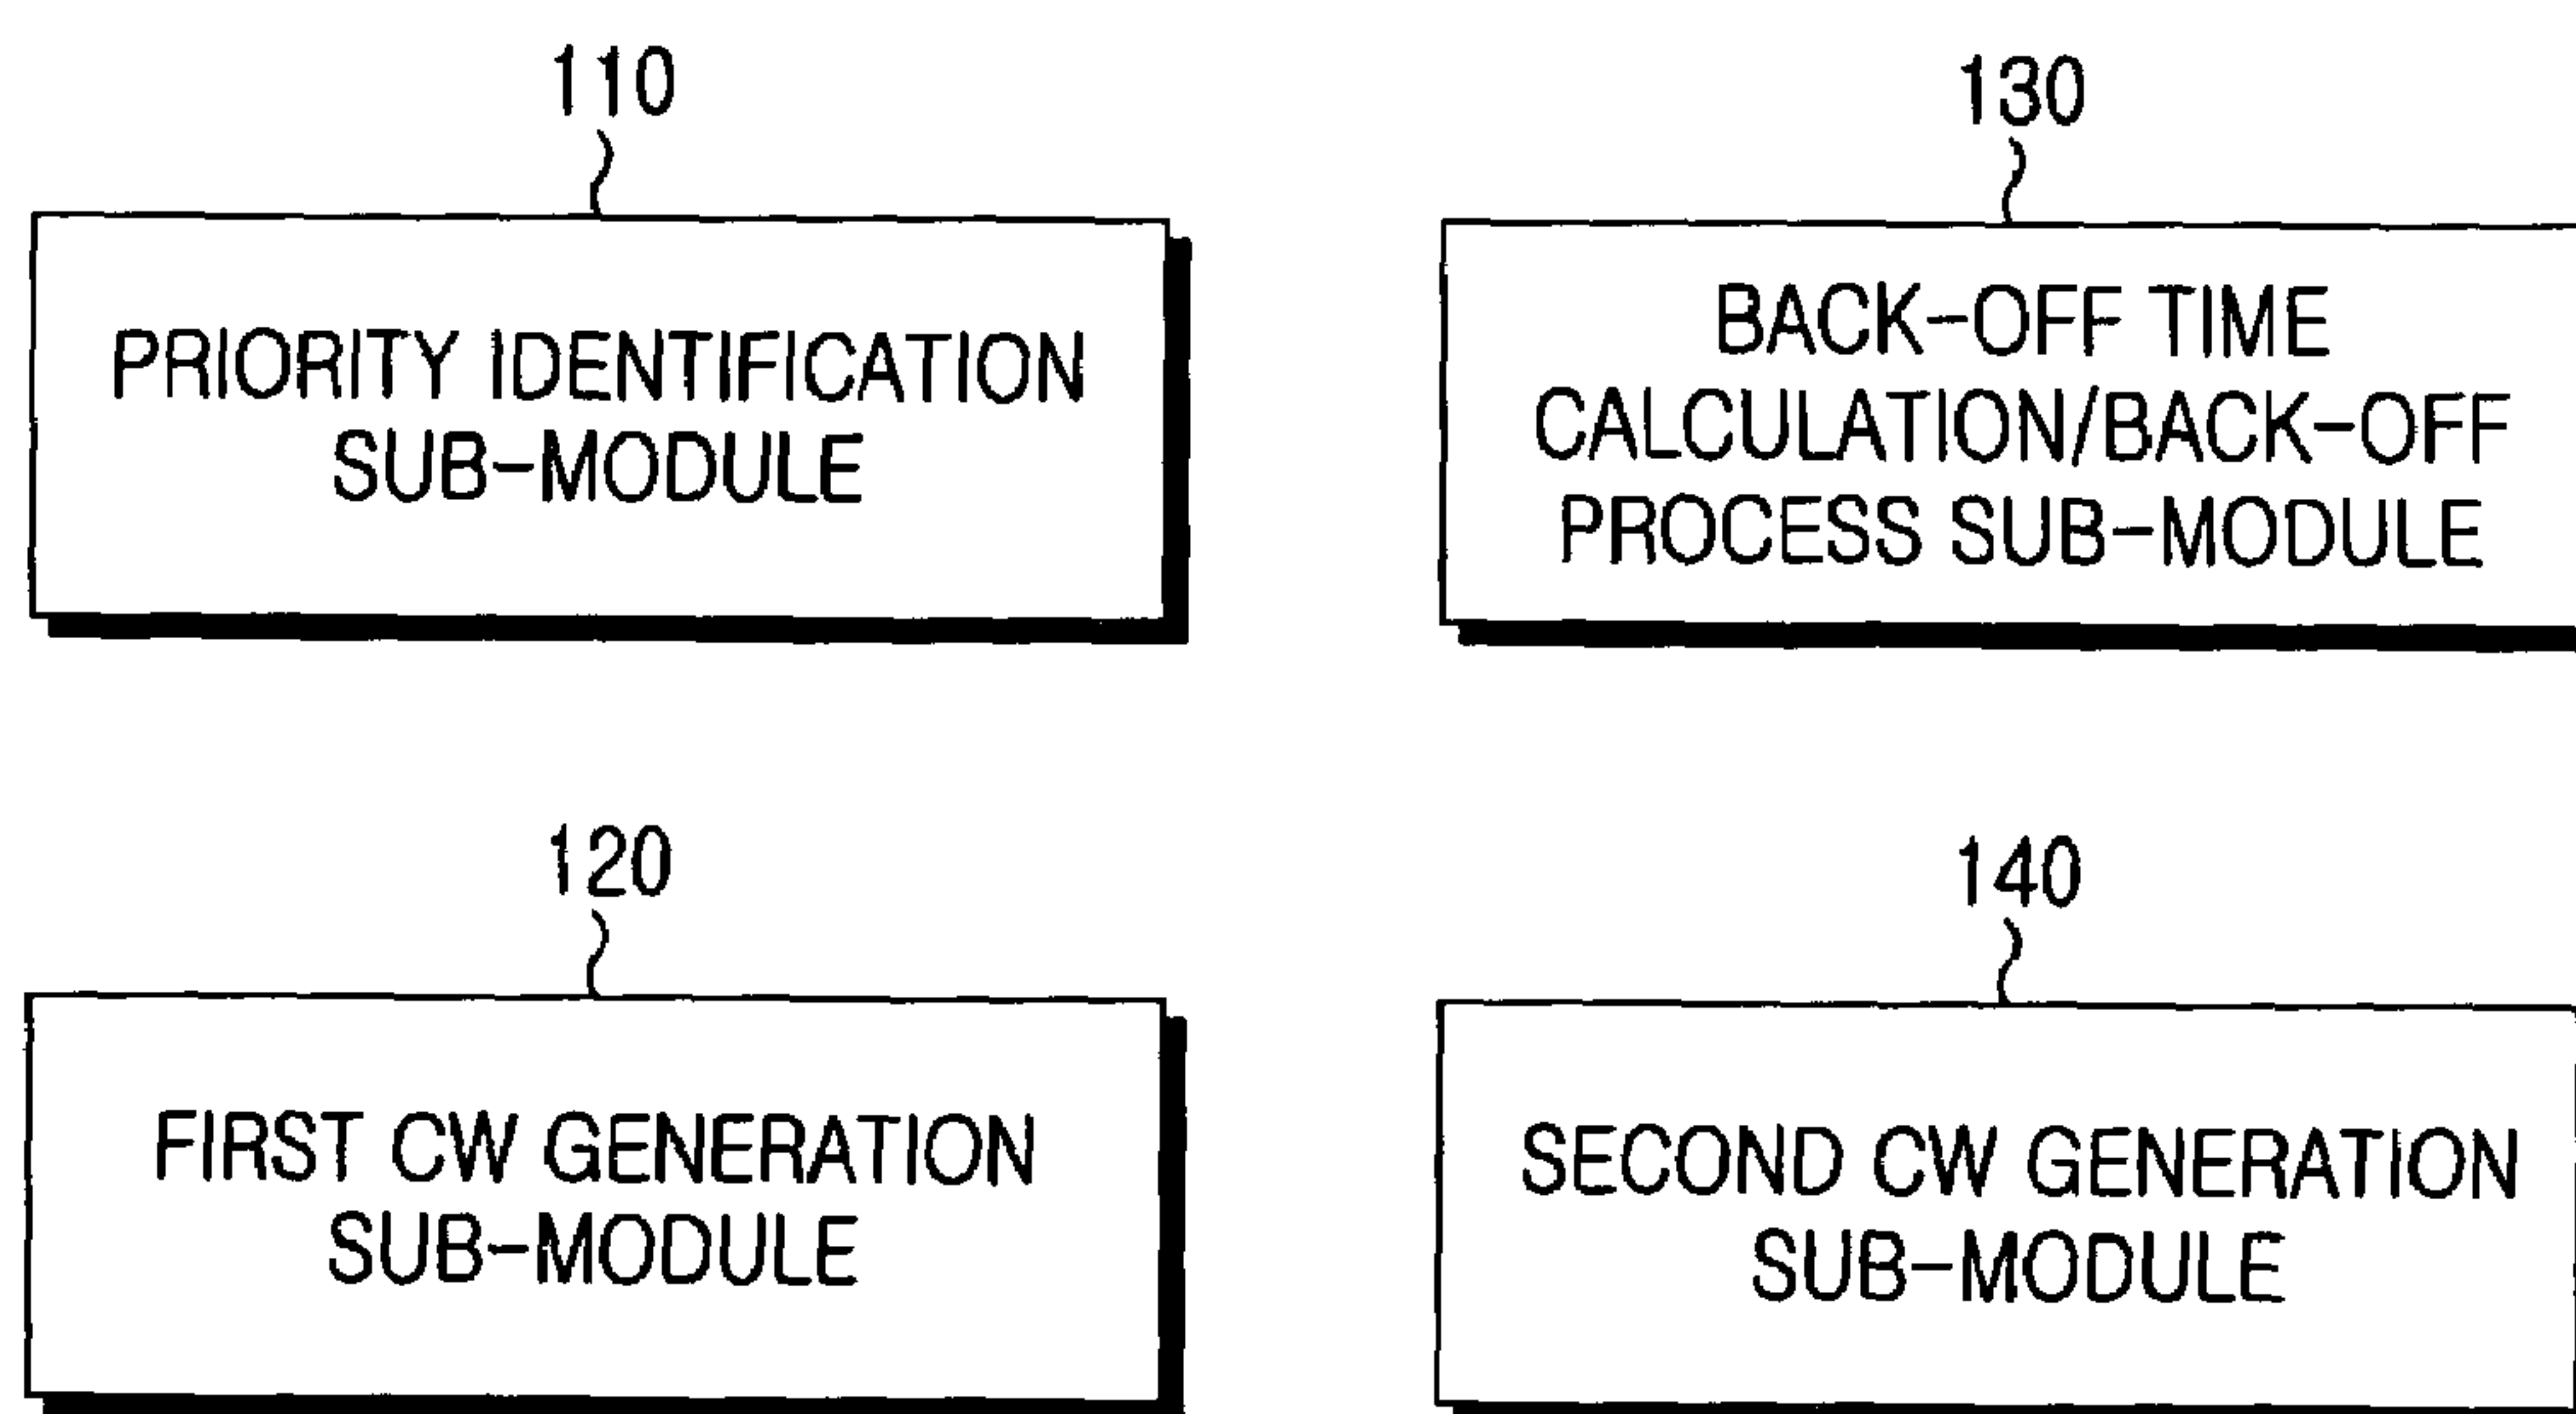 110
PRIORITY IDENTIFICATION
SUB-MODULE
130
BACK-OFF TIME
CALCULATION/BACK-OFF
PROCESS SUB-MODULE
120
FIRST CW GENERATION
SUB-MODULE
140
SECOND CW GENERATION
SUB-MODULE